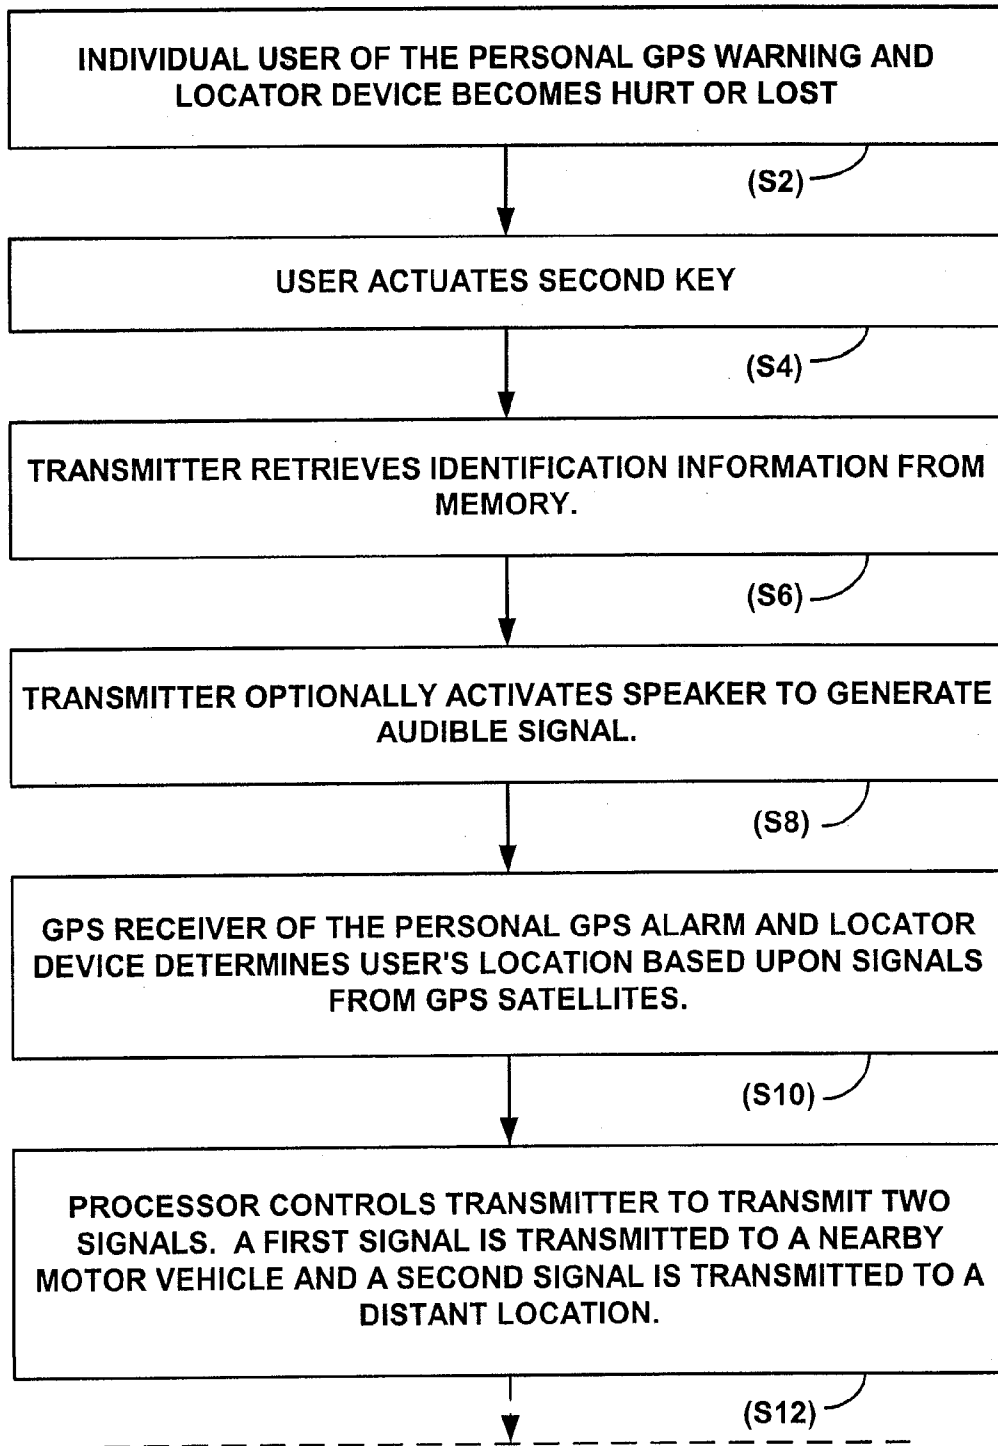 INDIVIDUAL USER OF THE PERSONAL GPS WARNING AND
LOCATOR DEVICE BECOMES HURT OR LOST
(S2)
USER ACTUATES SECOND KEY
(S4)
TRANSMITTER RETRIEVES IDENTIFICATION INFORMATION FROM
MEMORY.
(S6)
TRANSMITTER OPTIONALLY ACTIVATES SPEAKER TO GENERATE
AUDIBLE SIGNAL.
(S8)
GPS RECEIVER OF THE PERSONAL GPS ALARM AND LOCATOR
DEVICE DETERMINES USER'S LOCATION BASED UPON SIGNALS
FROM GPS SATELLITES.
(S10)
PROCESSOR CONTROLS TRANSMITTER TO TRANSMIT TWO
SIGNALS. A FIRST SIGNAL IS TRANSMITTED TO A NEARBY
MOTOR VEHICLE AND A SECOND SIGNAL IS TRANSMITTED TO A
DISTANT LOCATION.
(S12)